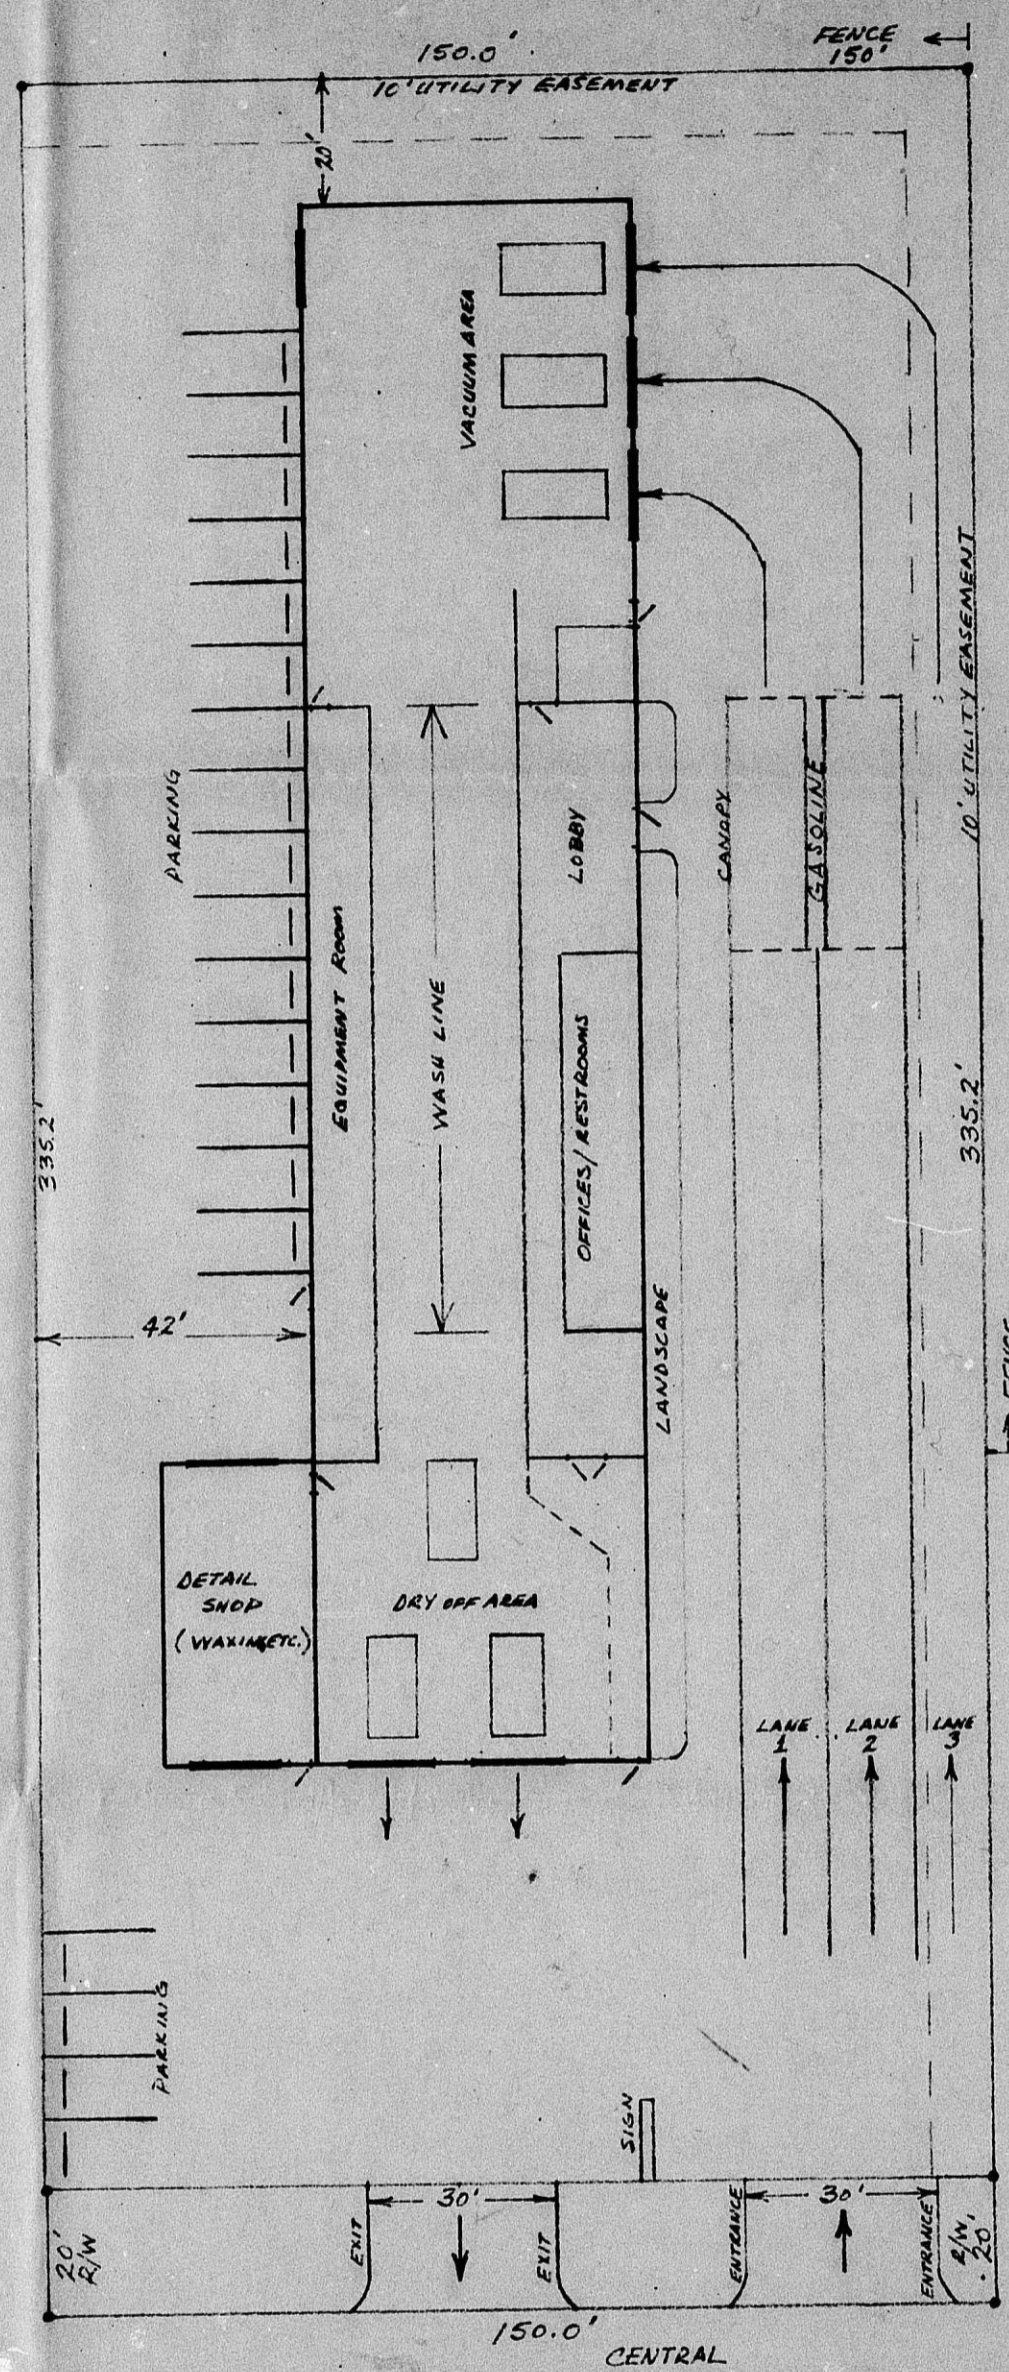 150.0'
FENCE
150'
10' UTILITY EASEMENT
20'
VACUUM AREA
PARKING
EQUIPMENT ROOM
WASH LINE
LOBBY
OFFICES/RESTROOMS
CANOPY
GASOLINE
10' UTILITY EASEMENT
335.2'
335.2'
42'
LANDSCAPE
FENCE
DETAIL
SHOP
(WAXING ETC.)
DRY OFF AREA
LANE
1
LANE
2
LANE
3
PARKING
SIGN
20'
R/W
EXIT
30'
EXIT
ENTRANCE
30'
ENTRANCE
R/W
20'
150.0'
CENTRAL